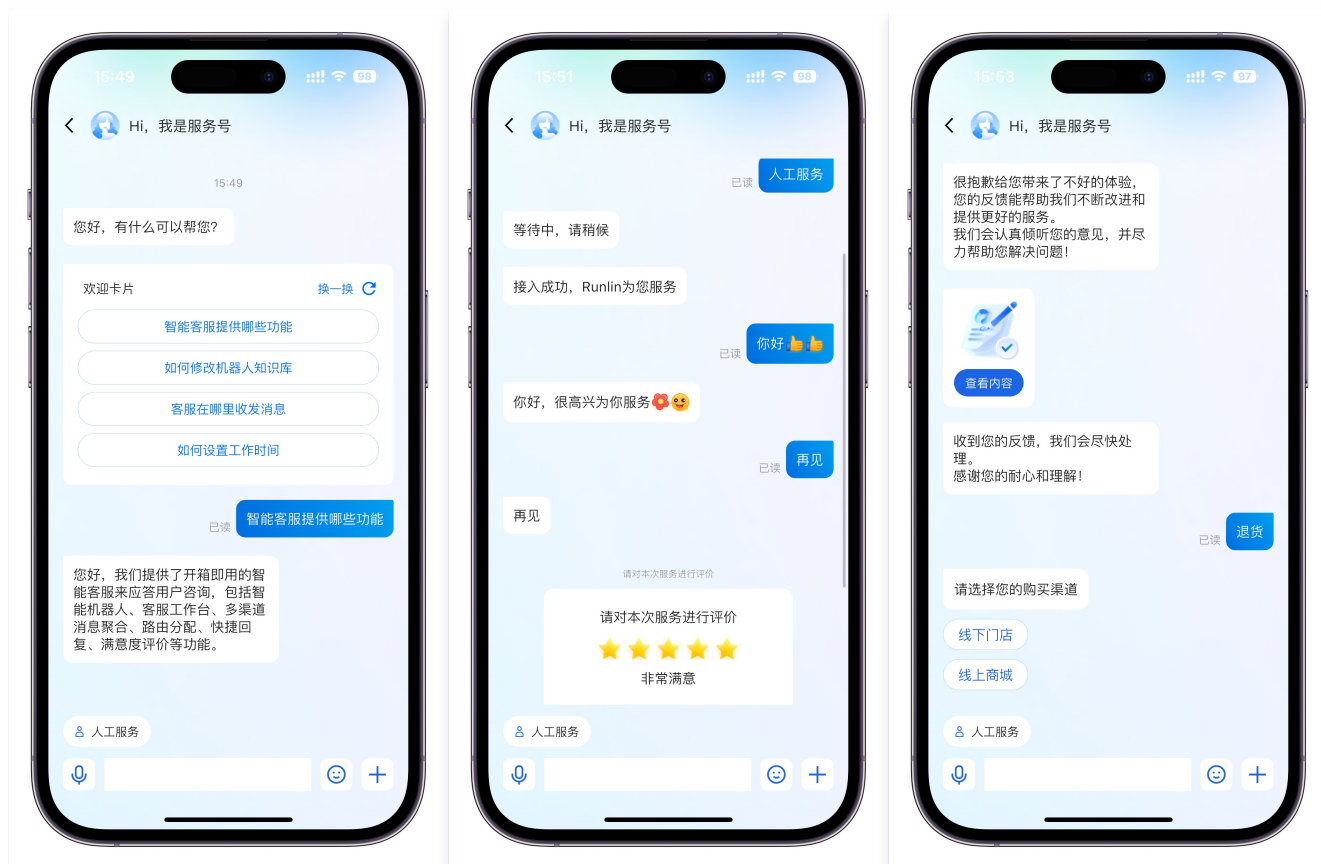 15:49
98
Hi，我是服务号
15:49
您好，有什么可以帮您?
欢迎卡片
换一换
智能客服提供哪些功能
如何修改机器人知识库
客服在哪里收发消息
如何设置工作时间
已读
智能客服提供哪些功能
您好，我们提供了开箱即用的智
能客服来应答用户咨询，包括智
能机器人、客服工作台、多渠道
消息聚合、路由分配、快捷回
复、满意度评价等功能。
人工服务
15:51
98
Hi，我是服务号
已读
人工服务
等待中，请稍候
接入成功，Runlin为您服务
已读
你好👍👍
你好，很高兴为你服务🌺🥴
已读
再见
再见
请对本次服务进行评价
请对本次服务进行评价
非常满意
人工服务
15:53
97
Hi，我是服务号
很抱歉给您带来了不好的体验，
您的反馈能帮助我们不断改进和
提供更好的服务。
我们会认真倾听您的意见，并尽
力帮助您解决问题！
查看内容
收到您的反馈，我们会尽快处
理。
感谢您的耐心和理解！
已读
退货
请选择您的购买渠道
线下门店
线上商城
人工服务